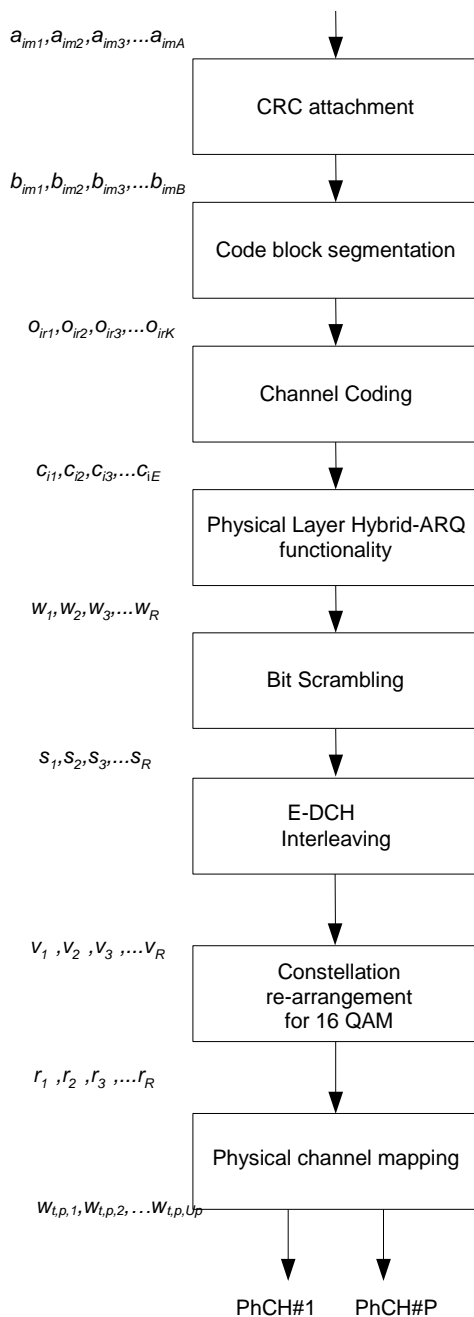 a_im1,a_im2,a_im3,...a_imA
CRC attachment
b_im1,b_im2,b_im3,...b_imB
Code block segmentation
o_ir1,o_ir2,o_ir3,...o_irK
Channel Coding
c_i1,c_i2,c_i3,...c_iE
Physical Layer Hybrid-ARQ
functionality
w_1,w_2,w_3,...w_R
Bit Scrambling
s_1,s_2,s_3,...s_R
E-DCH
Interleaving
v_1 ,v_2 ,v_3 ,...v_R
Constellation
re-arrangement
for 16 QAM
r_1 ,r_2 ,r_3 ,...r_R
Physical channel mapping
w_t,p,1,w_t,p,2,…w_t,p,Up
PhCH#1 PhCH#P